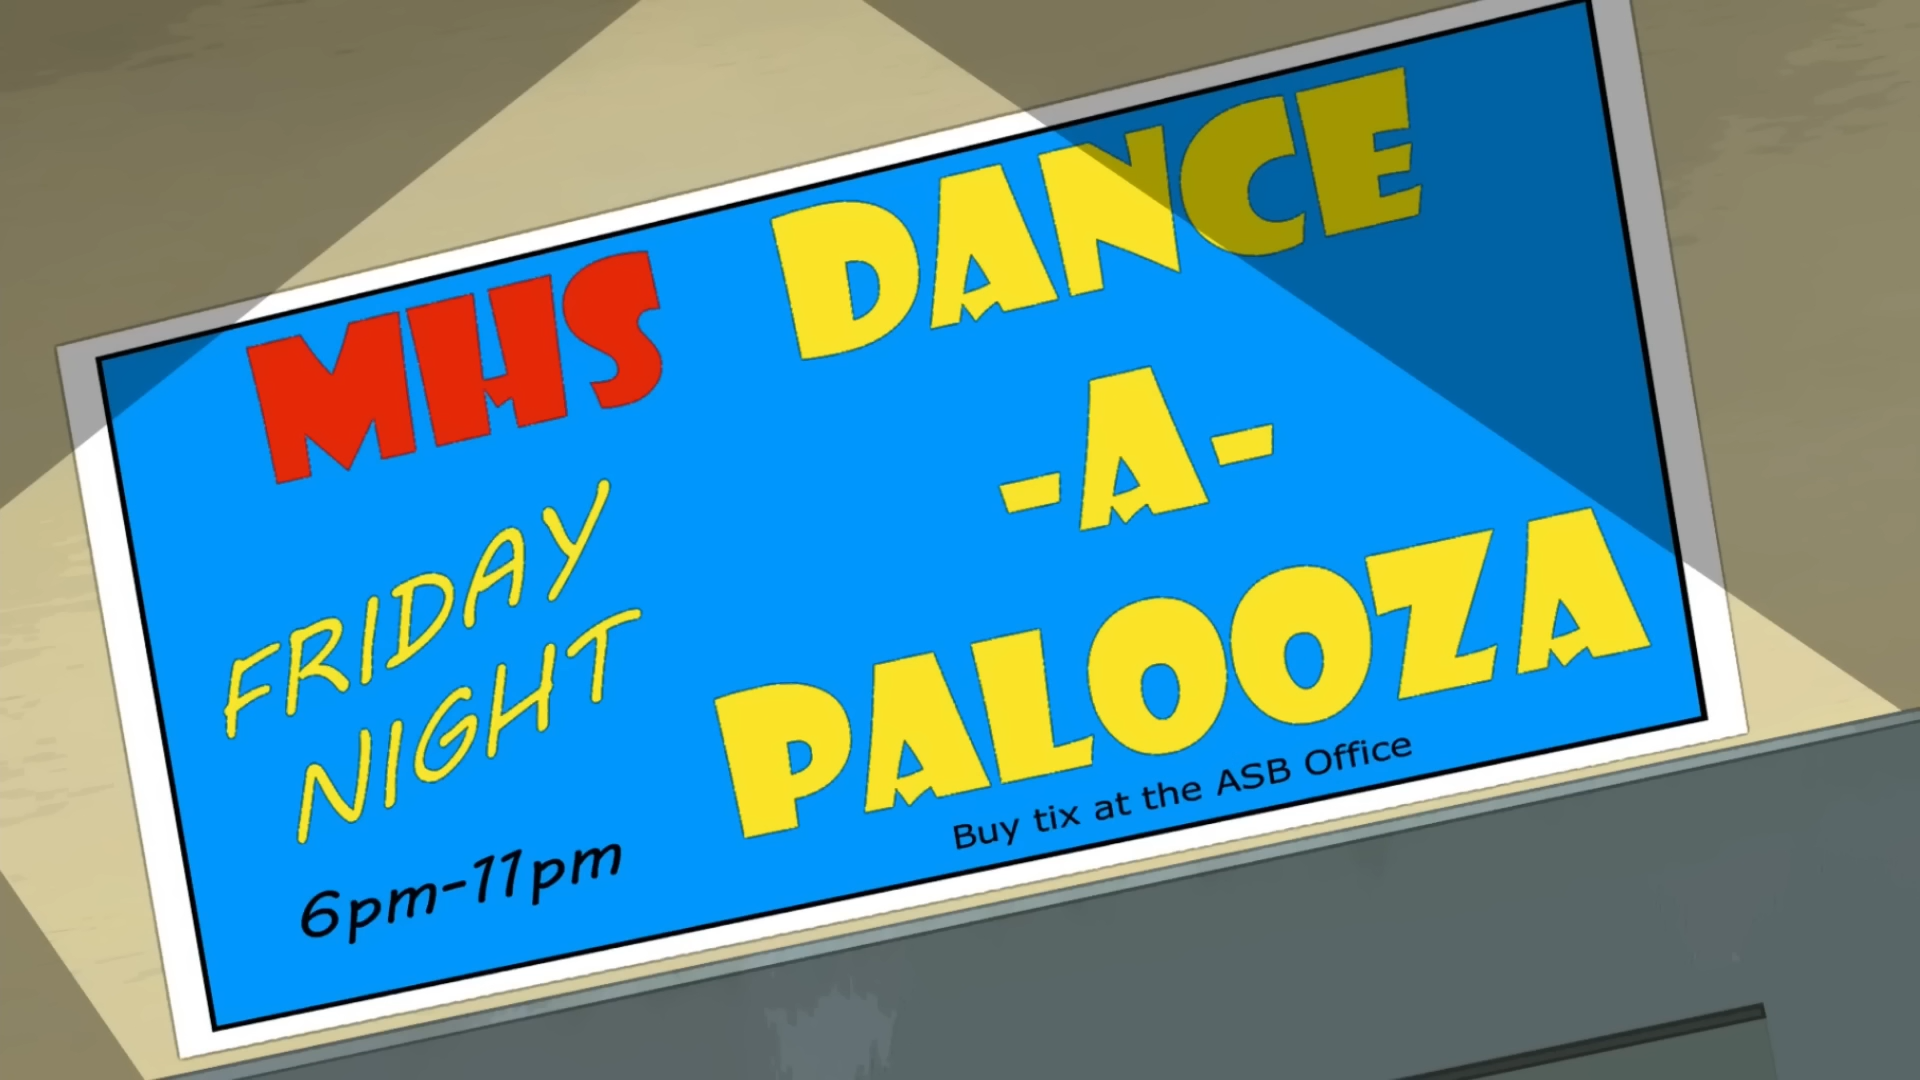 MHS
FRIDAY
NIGHT
6pm-11pm
DANCE
-A-
PALOOZA
Buy tix at the ASB Office